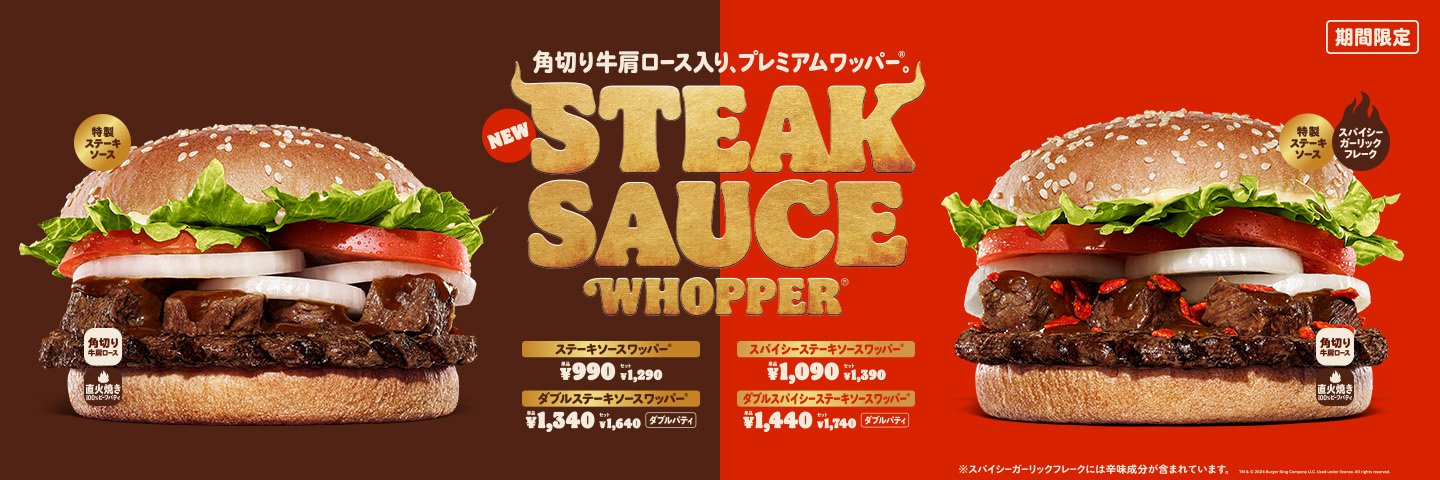 期間限定
角切り牛肩ロース入り、プレミアムワッパー®。
NEW
STEAK
SAUCE
WHOPPER®
特製
ステーキ
ソース
角切り
牛肩ロース
直火焼き
100%ビーフパティ
ステーキソースワッパー®
単品 ¥990 セット ¥1,290
ダブルステーキソースワッパー®
単品 ¥1,340 セット ¥1,640 ダブルパティ
スパイシーステーキソースワッパー®
単品 ¥1,090 セット ¥1,390
ダブルスパイシーステーキソースワッパー®
単品 ¥1,440 セット ¥1,740 ダブルパティ
特製
ステーキ
ソース
スパイシー
ガーリック
フレーク
角切り
牛肩ロース
直火焼き
100%ビーフパティ
※スパイシーガーリックフレークには辛味成分が含まれています。
TM & © 2024 Burger King Company LLC. Used under license. All rights reserved.